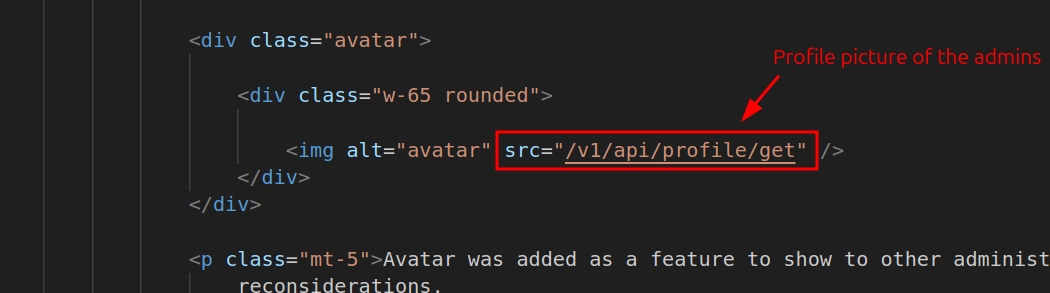 <div class="avatar">
Profile picture of the admins
<div class="w-65 rounded">
<img alt="avatar" src="/v1/api/profile/get" />
</div>
</div>
<p class="mt-5">Avatar was added as a feature to show to other administ
reconsiderations.